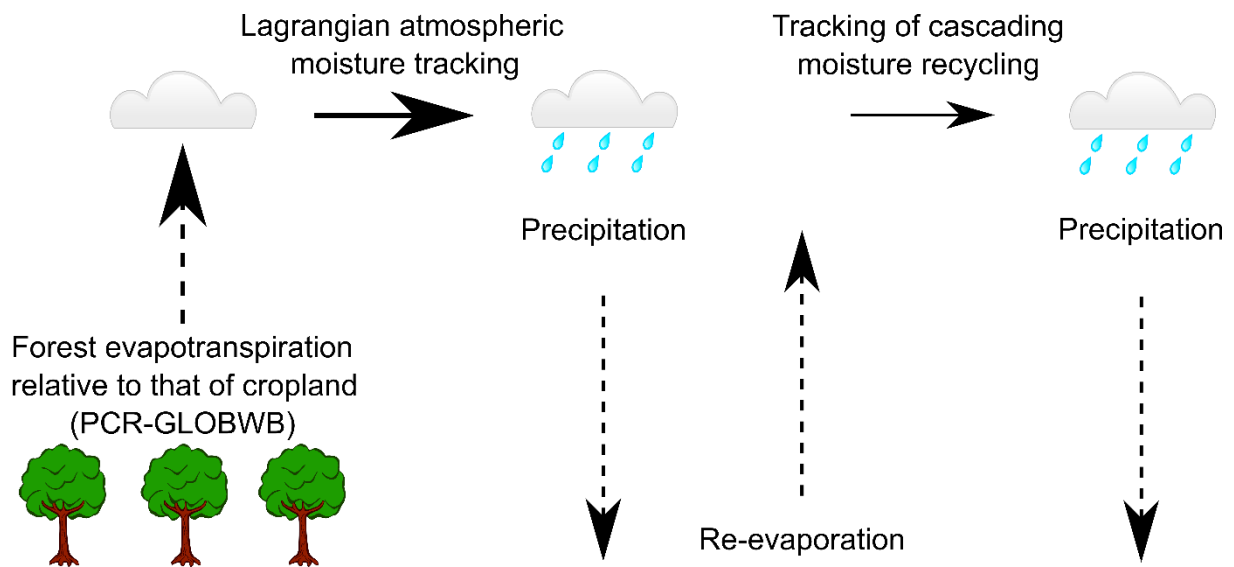 Lagrangian atmospheric
moisture tracking
Tracking of cascading
moisture recycling
Precipitation
Precipitation
Forest evapotranspiration
relative to that of cropland
(PCR-GLOBWB)
Re-evaporation